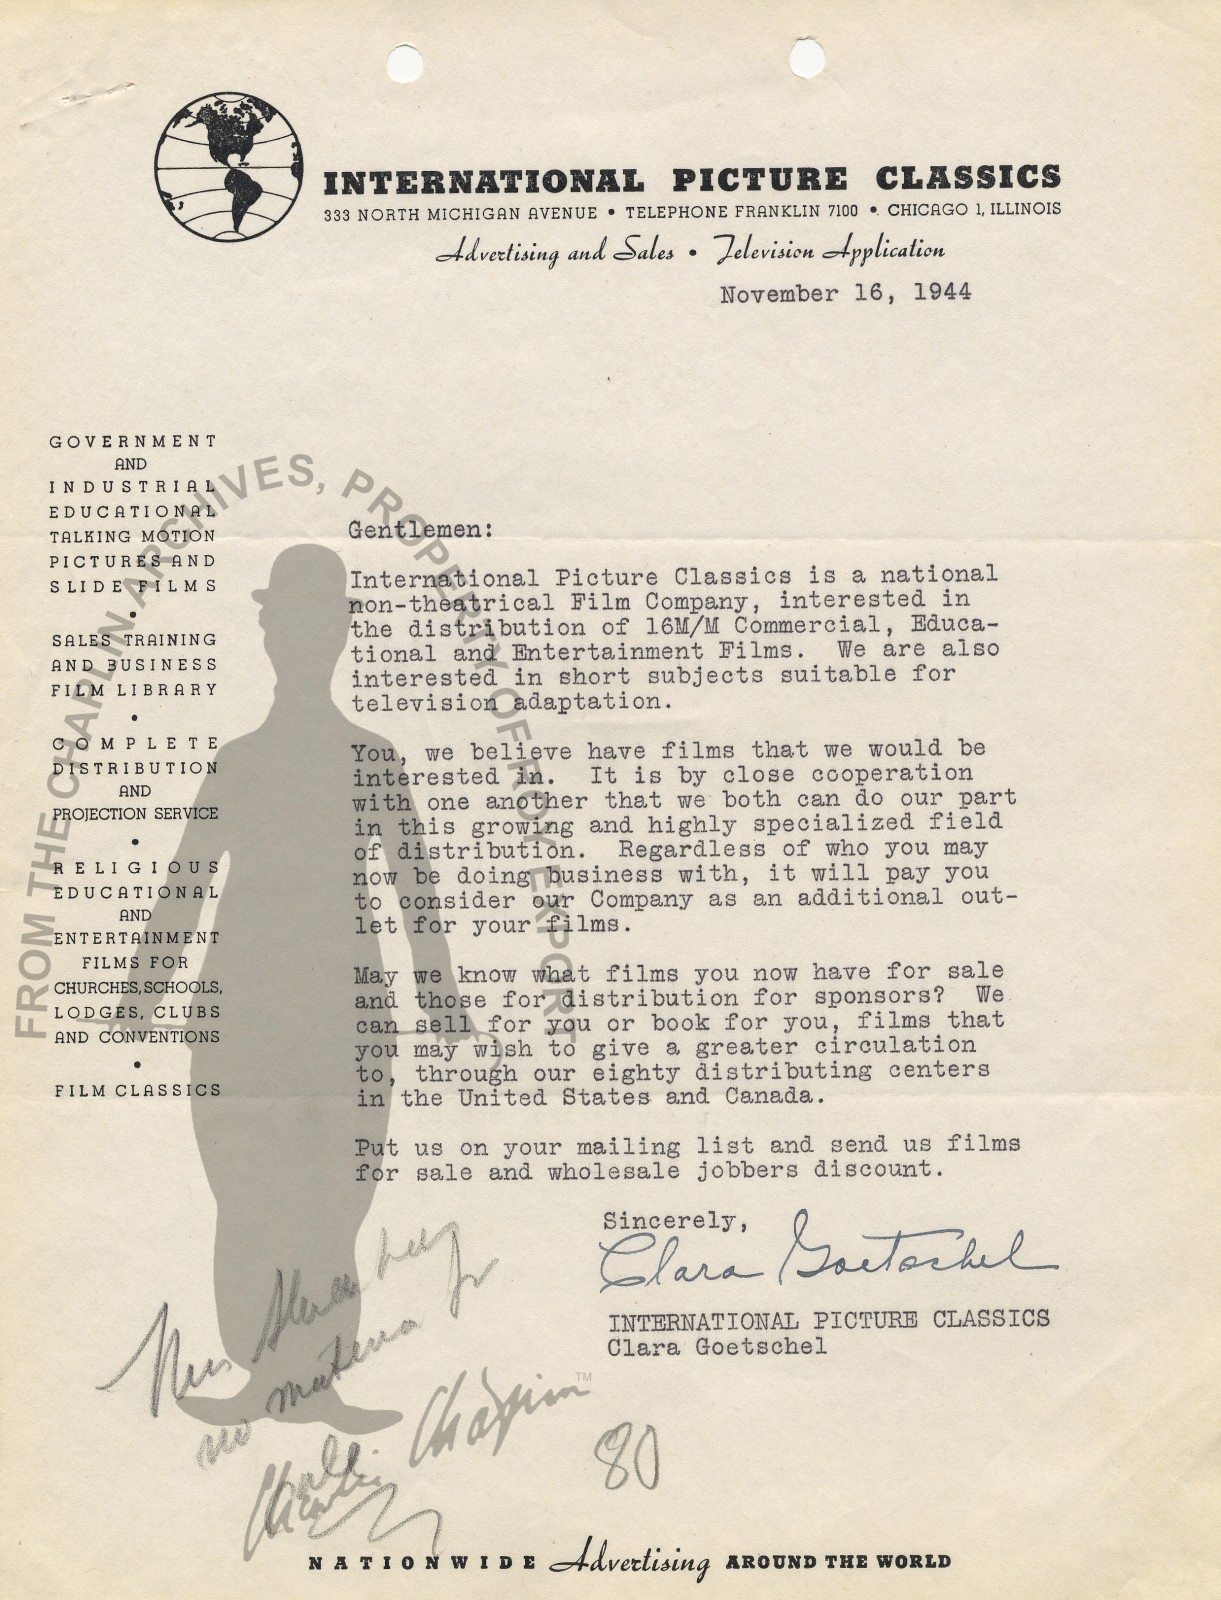 INTERNATIONAL PICTURE CLASSICS
333 NORTH MICHIGAN AVENUE • TELEPHONE FRANKLIN 7100 • CHICAGO 1, ILLINOIS
Advertising and Sales • Television Application
November 16, 1944
GOVERNMENT
AND
INDUSTRIAL
EDUCATIONAL
TALKING MOTION
PICTURES AND
SLIDE FILMS
•
SALES TRAINING
AND BUSINESS
FILM LIBRARY
•
COMPLETE
DISTRIBUTION
AND
PROJECTION SERVICE
•
RELIGIOUS
EDUCATIONAL
AND
ENTERTAINMENT
FILMS FOR
CHURCHES, SCHOOLS,
LODGES, CLUBS
AND CONVENTIONS
•
FILM CLASSICS
FROM THE CHAPLIN ARCHIVES, PROPERTY OF ROY EXPORT
Gentlemen:
International Picture Classics is a national
non-theatrical Film Company, interested in
the distribution of 16M/M Commercial, Educa-
tional and Entertainment Films. We are also
interested in short subjects suitable for
television adaptation.
You, we believe have films that we would be
interested in. It is by close cooperation
with one another that we both can do our part
in this growing and highly specialized field
of distribution. Regardless of who you may
now be doing business with, it will pay you
to consider our Company as an additional out-
let for your films.
May we know what films you now have for sale
and those for distribution for sponsors? We
can sell for you or book for you, films that
you may wish to give a greater circulation
to, through our eighty distributing centers
in the United States and Canada.
Put us on your mailing list and send us films
for sale and wholesale jobbers discount.
Sincerely,
Clara Goetschel
INTERNATIONAL PICTURE CLASSICS
Clara Goetschel
no
Charlie Chaplin™
80
NATIONWIDE Advertising AROUND THE WORLD